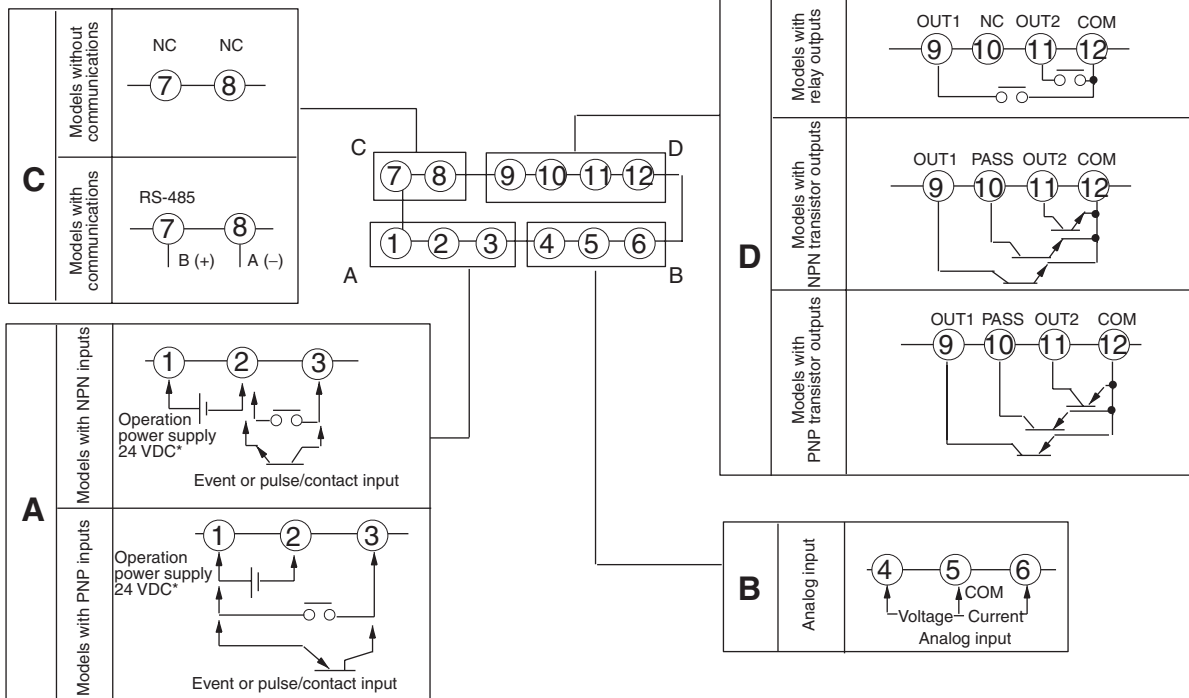 C
Models without communications
NC NC
7 8
Models with communications
RS-485
7 8
B (+) A (–)
A
Models with NPN inputs
1 2 3
Operation
power supply
24 VDC*
Event or pulse/contact input
Models with PNP inputs
1 2 3
Operation
power supply
24 VDC*
Event or pulse/contact input
C D
7 8 9 10 11 12
1 2 3 4 5 6
A B
D
Models with relay outputs
OUT1 NC OUT2 COM
9 10 11 12
Models with NPN transistor outputs
OUT1 PASS OUT2 COM
9 10 11 12
Models with PNP transistor outputs
OUT1 PASS OUT2 COM
9 10 11 12
B
Analog input
4 5 6
COM
Voltage Current
Analog input